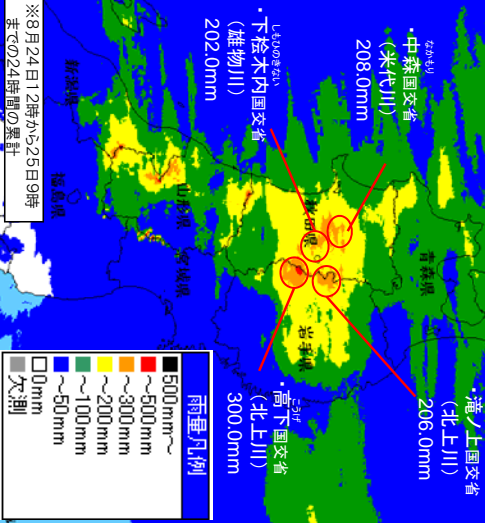 ・中森国交省
なかもり
（米代川）
208.0mm
・下桧木内国交省
しもひのきない
（雄物川）
202.0mm
・滝ノ上国交省
（北上川）
206.0mm
・高下国交省
こうげ
（北上川）
300.0mm
青森県
秋田県
岩手県
山形県
宮城県
新潟県
福島県
※8月24日12時から25日9時
までの24時間の累計
雨量凡例
500mm～
～500mm
～300mm
～200mm
～100mm
～50mm
0mm
欠測